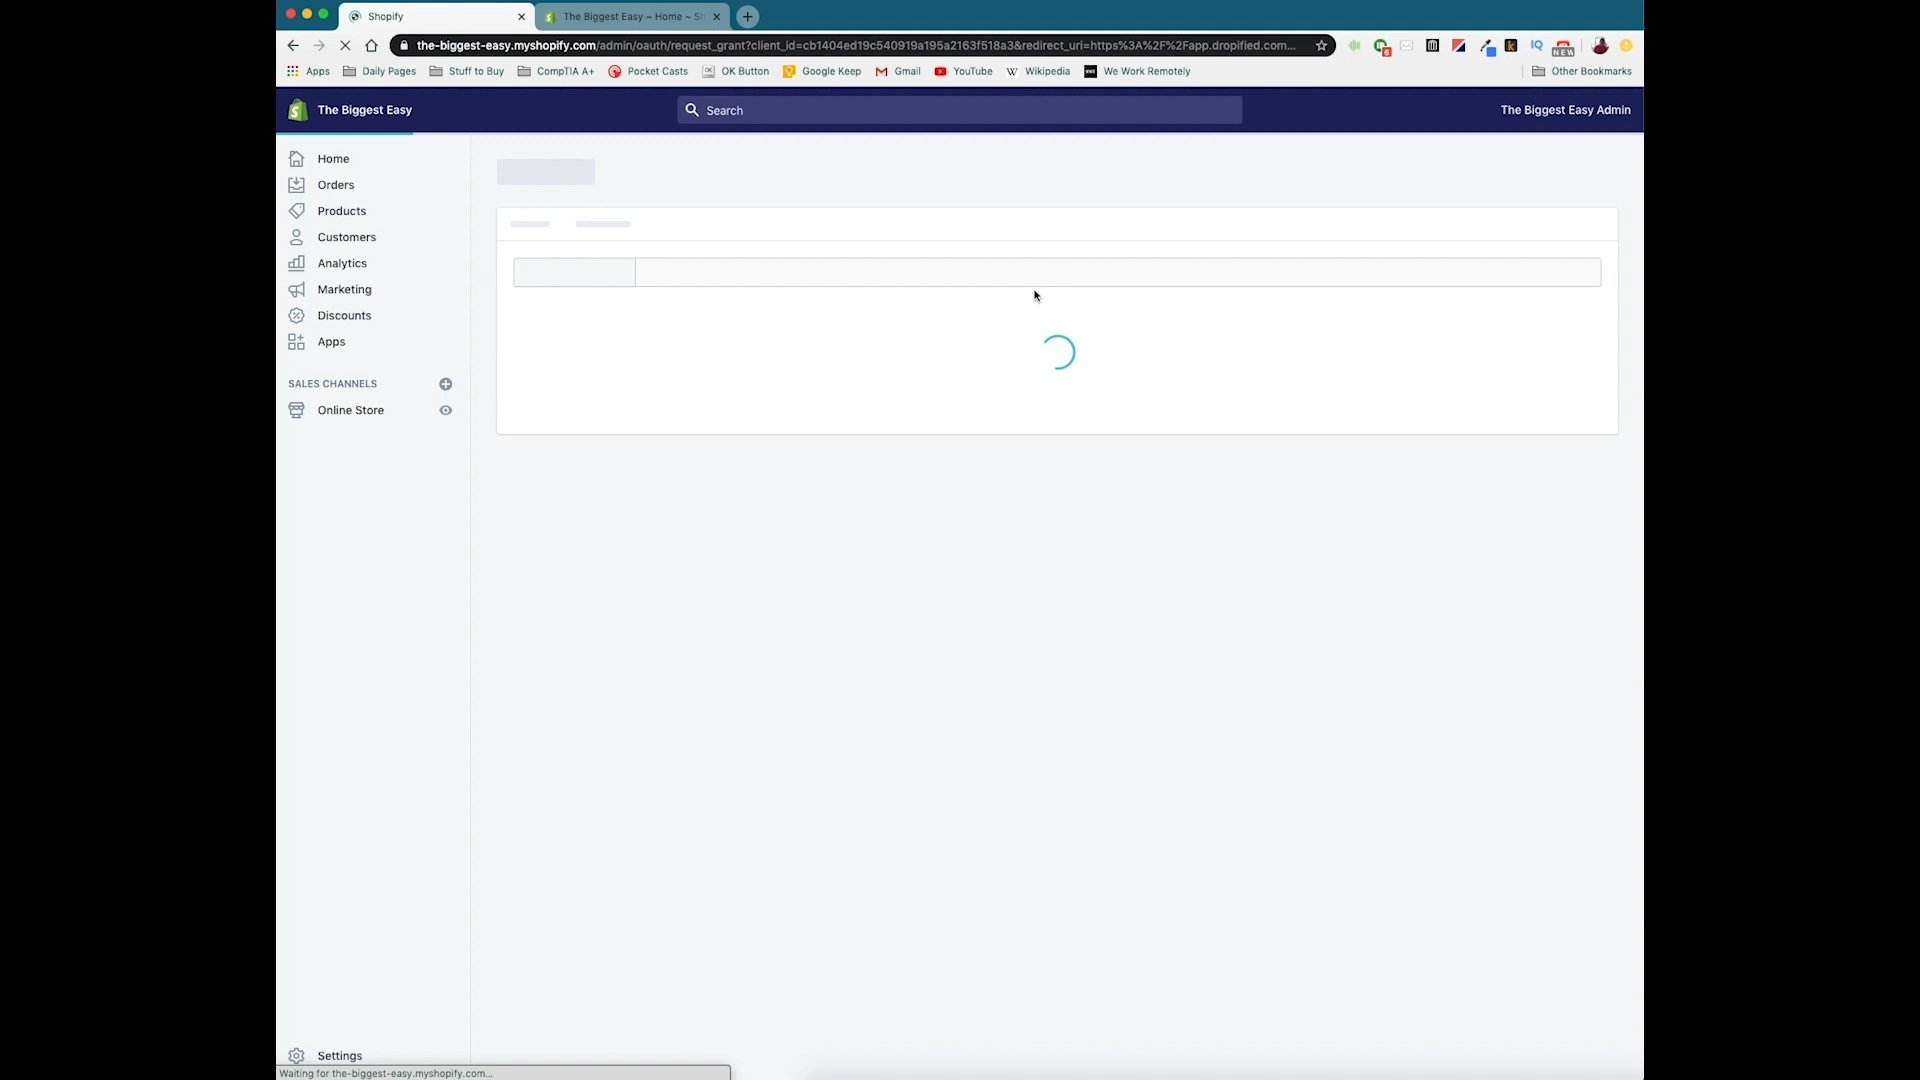 Shopify
The Biggest Easy ~ Home ~ Sh
the-biggest-easy.myshopify.com/admin/oauth/request_grant?client_id=cb1404ed19c540919a195a2163f518a3&redirect_uri=https%3A%2F%2Fapp.dropified.com...
6
IQ
NEW
Apps
Daily Pages
Stuff to Buy
CompTIA A+
Pocket Casts
OK Button
Google Keep
Gmail
YouTube
Wikipedia
We Work Remotely
Other Bookmarks
The Biggest Easy
Search
The Biggest Easy Admin
Home
Orders
Products
Customers
Analytics
Marketing
Discounts
Apps
SALES CHANNELS
Online Store
Settings
Waiting for the-biggest-easy.myshopify.com...